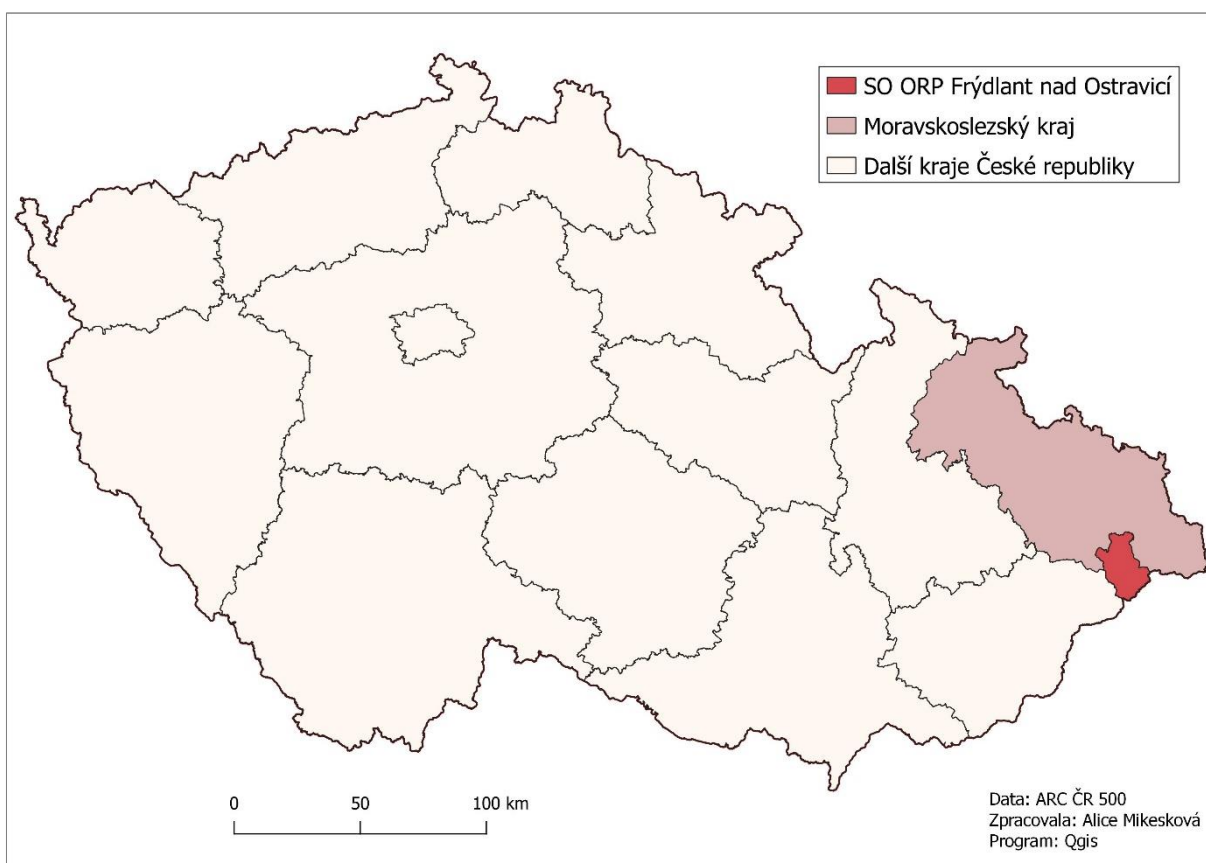 SO ORP Frýdlant nad Ostravicí
Moravskoslezský kraj
Další kraje České republiky
0 50 100 km
Data: ARC ČR 500
Zpracovala: Alice Mikesková
Program: Qgis